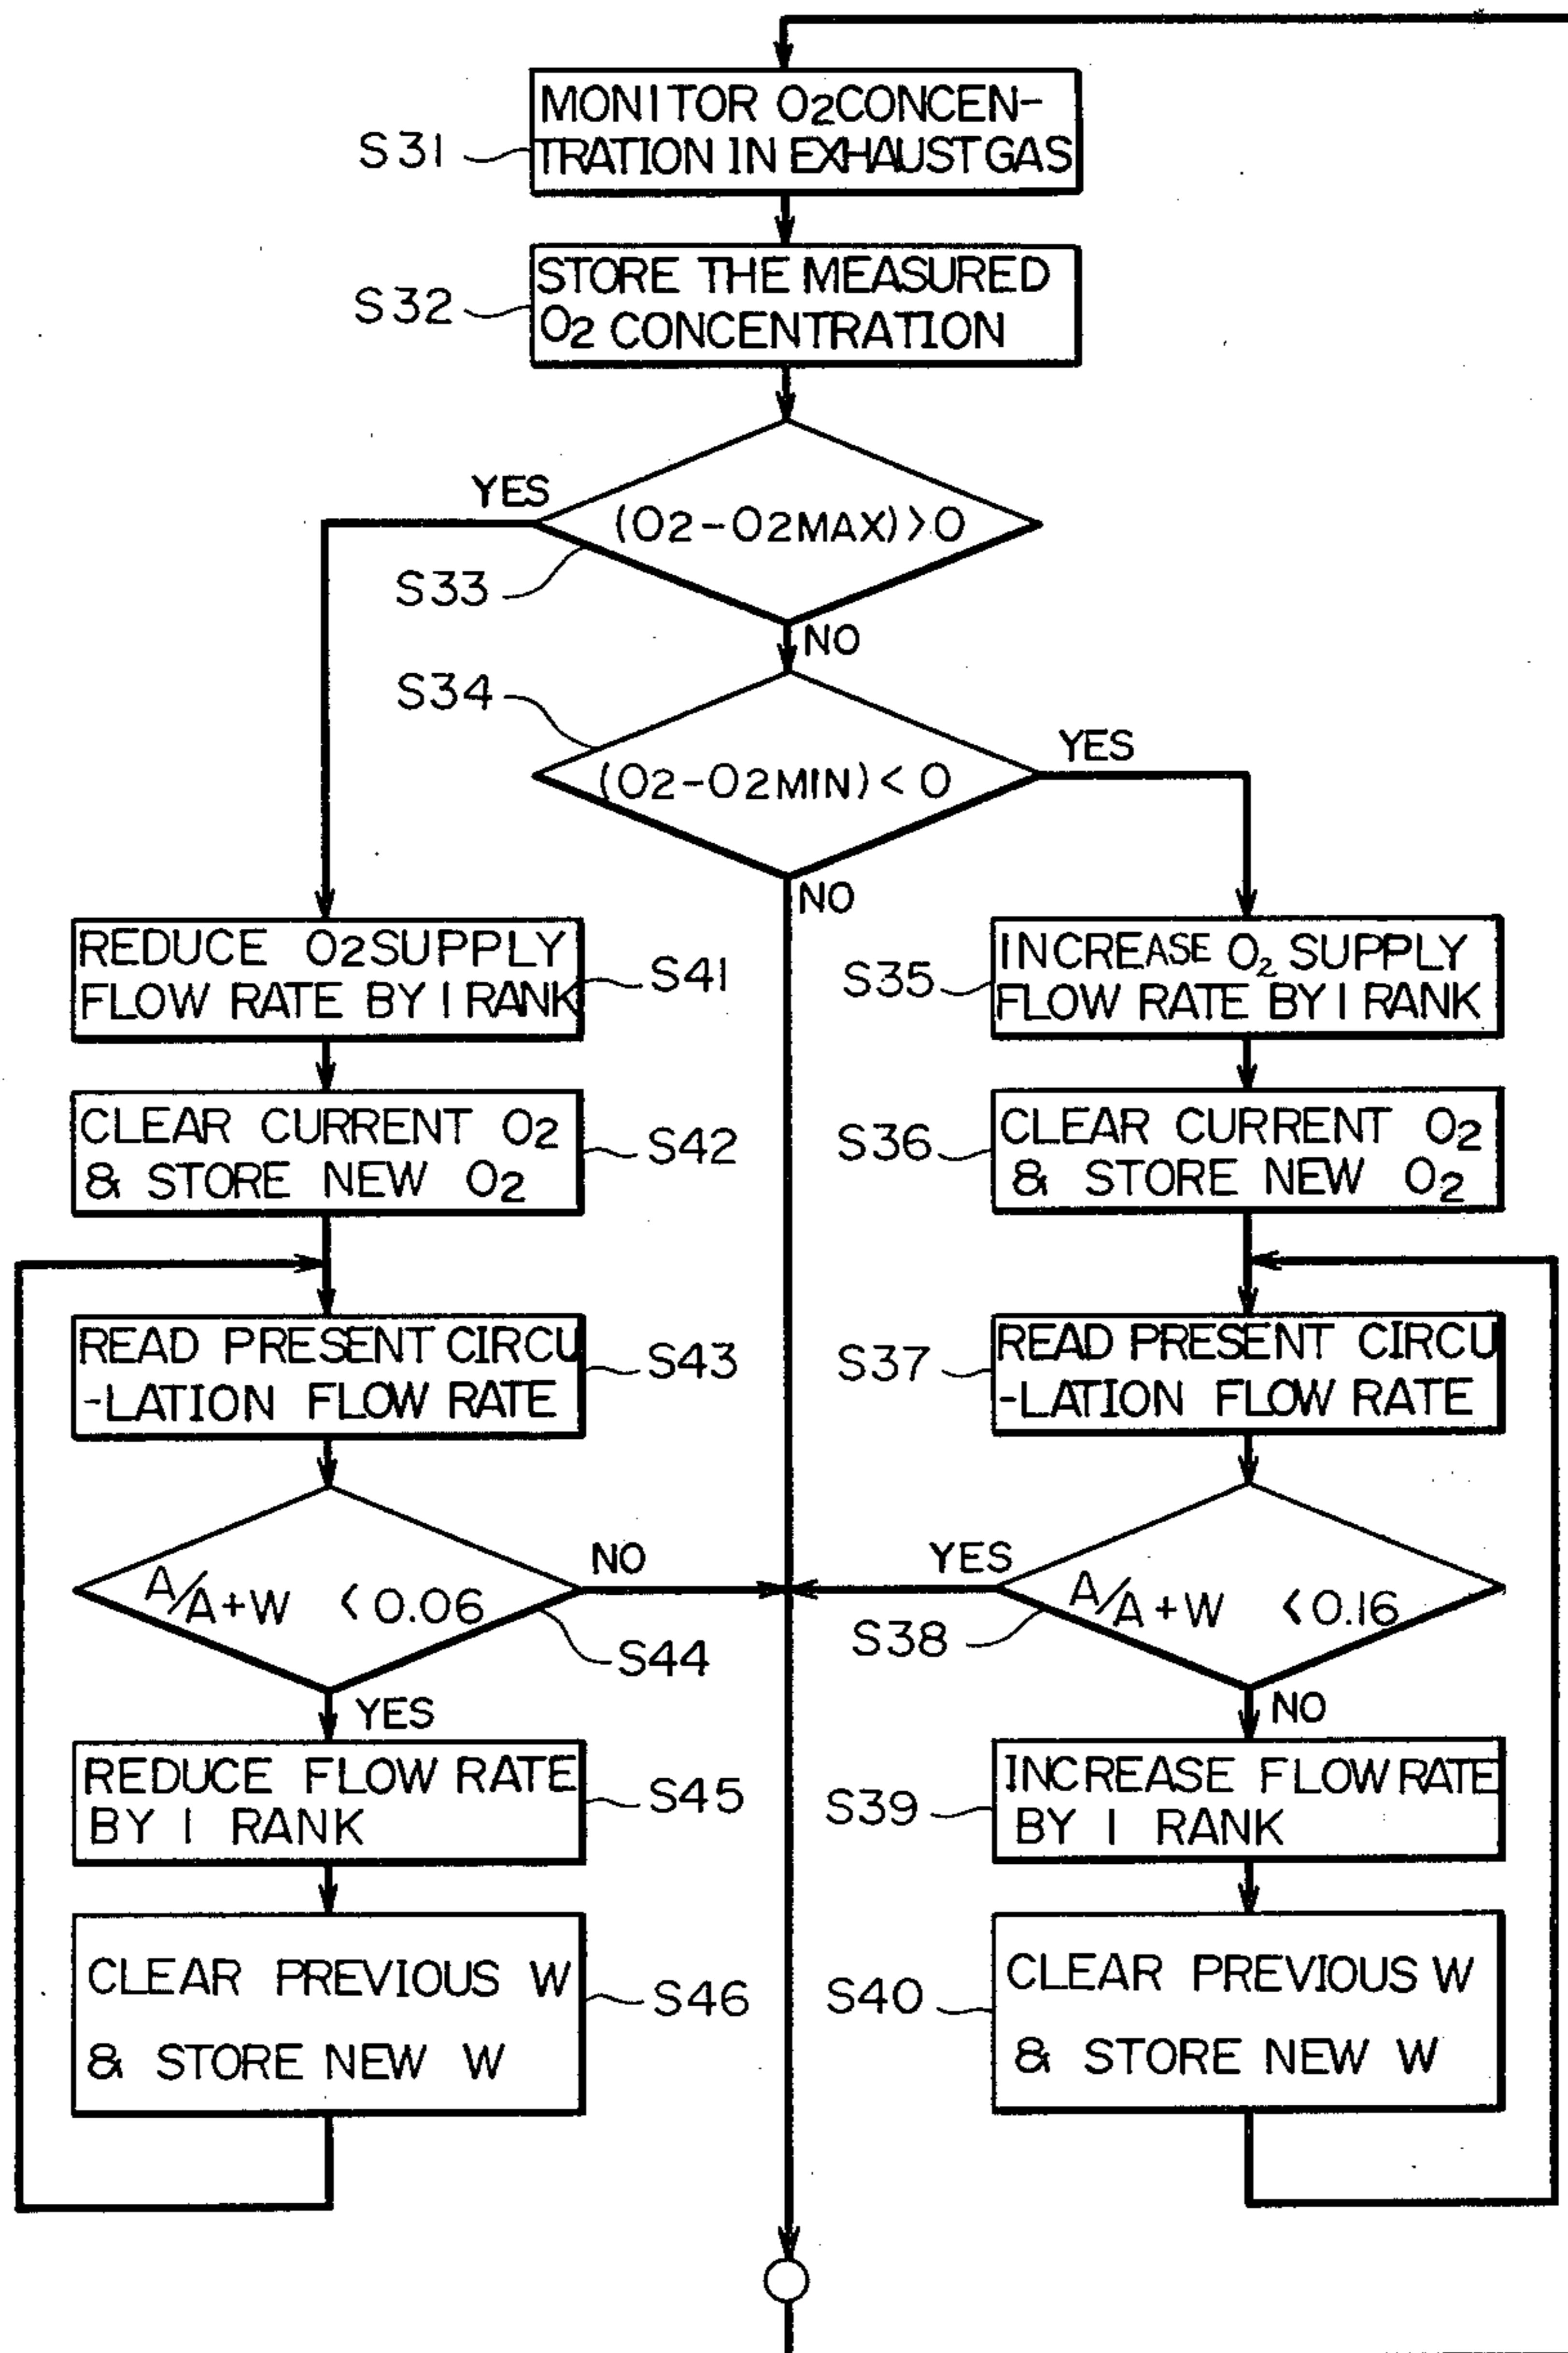 MONITOR O2CONCEN-
S31 TRATION IN EXHAUST GAS
STORE THE MEASURED
S32 O2 CONCENTRATION
YES
(O2-O2MAX)>0
S33
NO
S34
YES
(O2-O2MIN)<0
NO
REDUCE O2 SUPPLY
FLOW RATE BY 1 RANK
S41
S35
INCREASE O2 SUPPLY
FLOW RATE BY 1 RANK
CLEAR CURRENT O2
& STORE NEW O2
S42
S36
CLEAR CURRENT O2
& STORE NEW O2
READ PRESENT CIRCU
-LATION FLOW RATE
S43
S37
READ PRESENT CIRCU
-LATION FLOW RATE
NO
A/A+W <0.06
S44
YES
YES
A/A+W <0.16
S38
NO
REDUCE FLOW RATE
BY 1 RANK
S45
S39
INCREASE FLOW RATE
BY 1 RANK
CLEAR PREVIOUS W
& STORE NEW W
S46
S40
CLEAR PREVIOUS W
& STORE NEW W